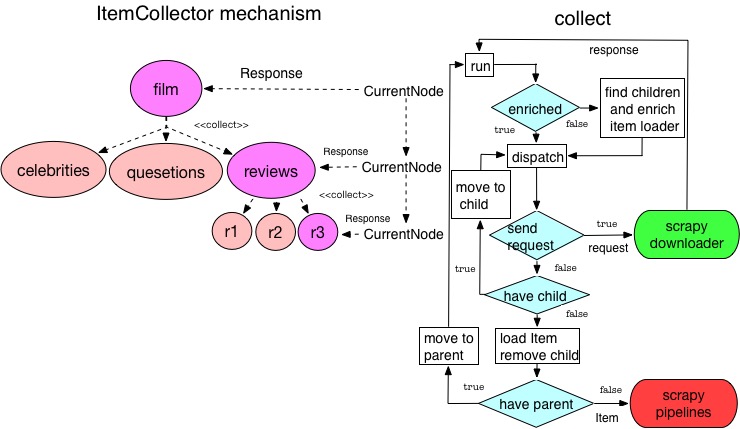 ItemCollector mechanism
film
Response
CurrentNode
<<collect>>
celebrities
quesetions
reviews
Response
CurrentNode
<<collect>>
r1
r2
r3
Response
CurrentNode
collect
response
run
enriched
true
false
find children
and enrich
item loader
dispatch
move to
child
send
request
true
request
scrapy
downloader
false
true
have child
false
move to
parent
load Item
remove child
true
have parent
false
Item
scrapy
pipelines